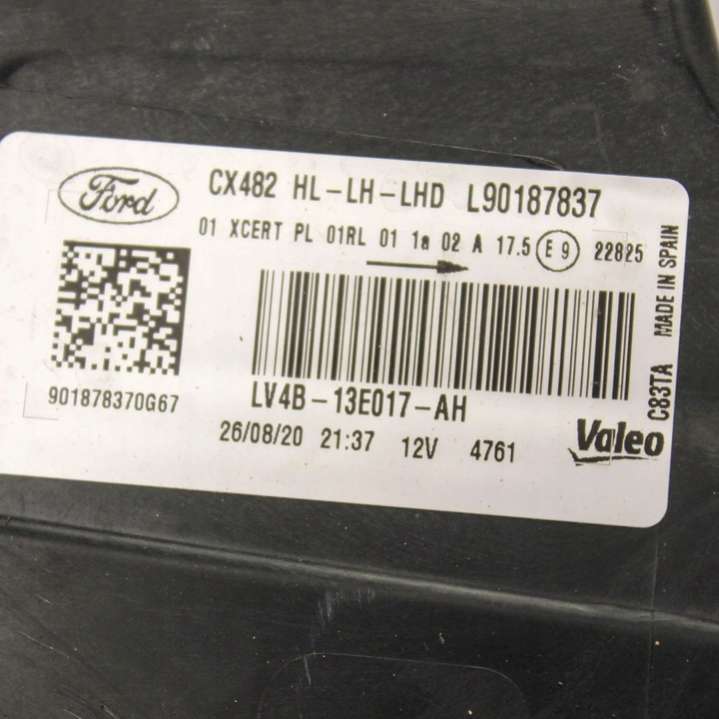 Ford
CX482 HL-LH-LHD L90187837
01 XCERT PL 01RL 01 1a 02 A 17.5 E 9 22825
901878370G67
LV4B-13E017-AH
26/08/20 21:37 12V 4761
Valeo
C83TA MADE IN SPAIN